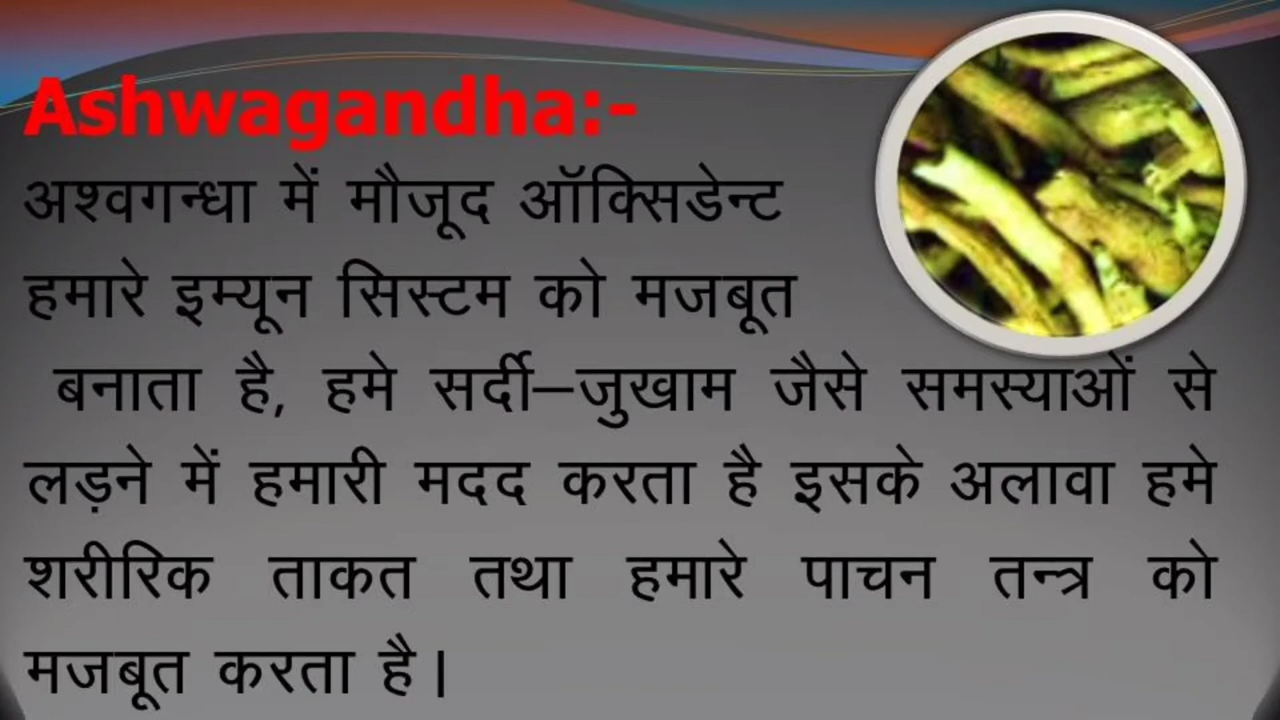 Ashwagandha:-
अश्वगन्धा में मौजूद ऑक्सिडेन्ट
हमारे इम्यून सिस्टम को मजबूत
बनाता है, हमे सर्दी–जुखाम जैसे समस्याओं से
लड़ने में हमारी मदद करता है इसके अलावा हमे
शरीरिक ताकत तथा हमारे पाचन तन्त्र को
मजबूत करता है।